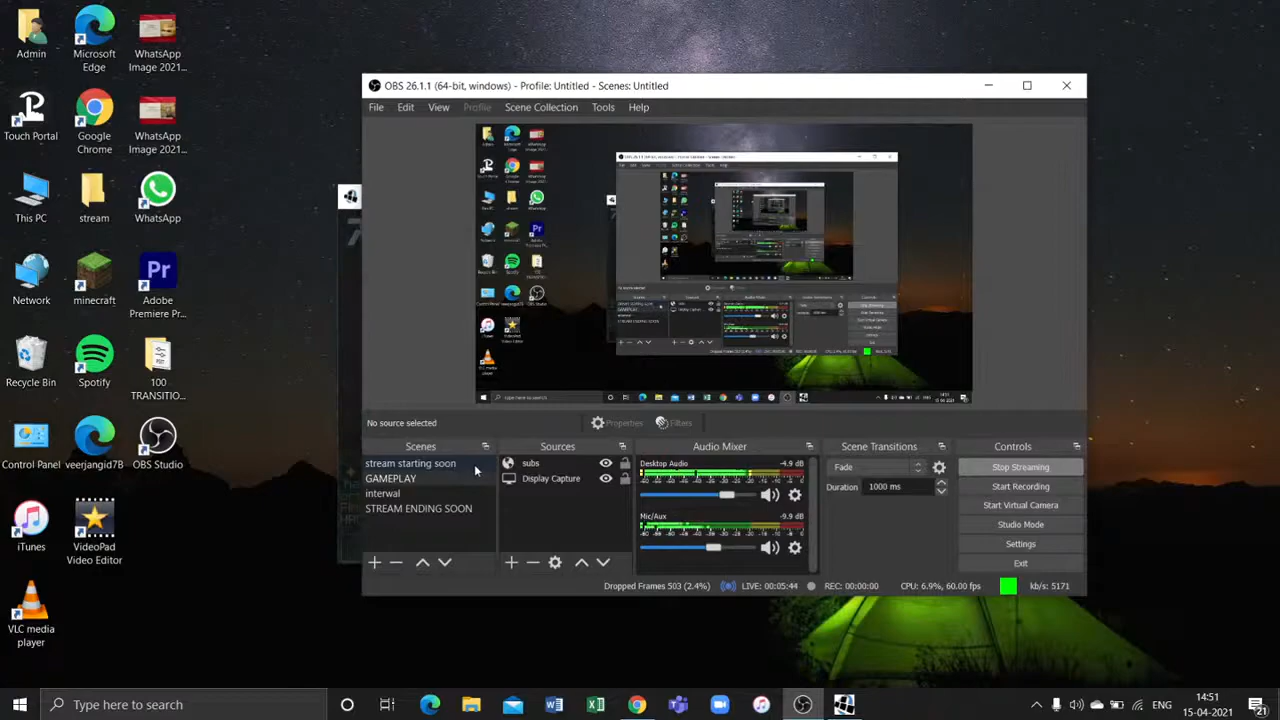 Admin
Microsoft Edge
WhatsApp Image 2021...
Touch Portal
Google Chrome
WhatsApp Image 2021...
This PC
stream
WhatsApp
Network
minecraft
Adobe Premiere P...
Recycle Bin
Spotify
100 TRANSITIO...
Control Panel
veerjangid7B
OBS Studio
iTunes
VideoPad Video Editor
VLC media player
OBS 26.1.1 (64-bit, windows) - Profile: Untitled - Scenes: Untitled
File Edit View Profile Scene Collection Tools Help
No source selected
Properties Filters
Scenes
Sources
Audio Mixer
Scene Transitions
Controls
stream starting soon
GAMEPLAY
interwal
STREAM ENDING SOON
subs
Display Capture
Desktop Audio -4.9 dB
Mic/Aux -9.9 dB
Fade
Duration 1000 ms
Stop Streaming
Start Recording
Start Virtual Camera
Studio Mode
Settings
Exit
Dropped Frames 503 (2.4%) LIVE: 00:05:44 REC: 00:00:00 CPU: 6.9%, 60.00 fps kb/s: 5171
Type here to search
ENG
14:51
15-04-2021
21